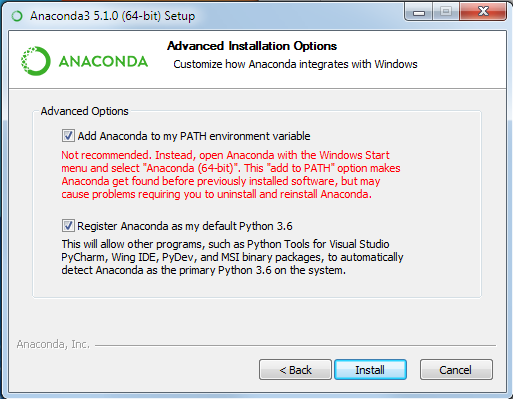 Anaconda3 5.1.0 (64-bit) Setup
ANACONDA
Advanced Installation Options
Customize how Anaconda integrates with Windows
Advanced Options
Add Anaconda to my PATH environment variable
Not recommended. Instead, open Anaconda with the Windows Start
menu and select "Anaconda (64-bit)". This "add to PATH" option makes
Anaconda get found before previously installed software, but may
cause problems requiring you to uninstall and reinstall Anaconda.
Register Anaconda as my default Python 3.6
This will allow other programs, such as Python Tools for Visual Studio
PyCharm, Wing IDE, PyDev, and MSI binary packages, to automatically
detect Anaconda as the primary Python 3.6 on the system.
Anaconda, Inc.
< Back
Install
Cancel